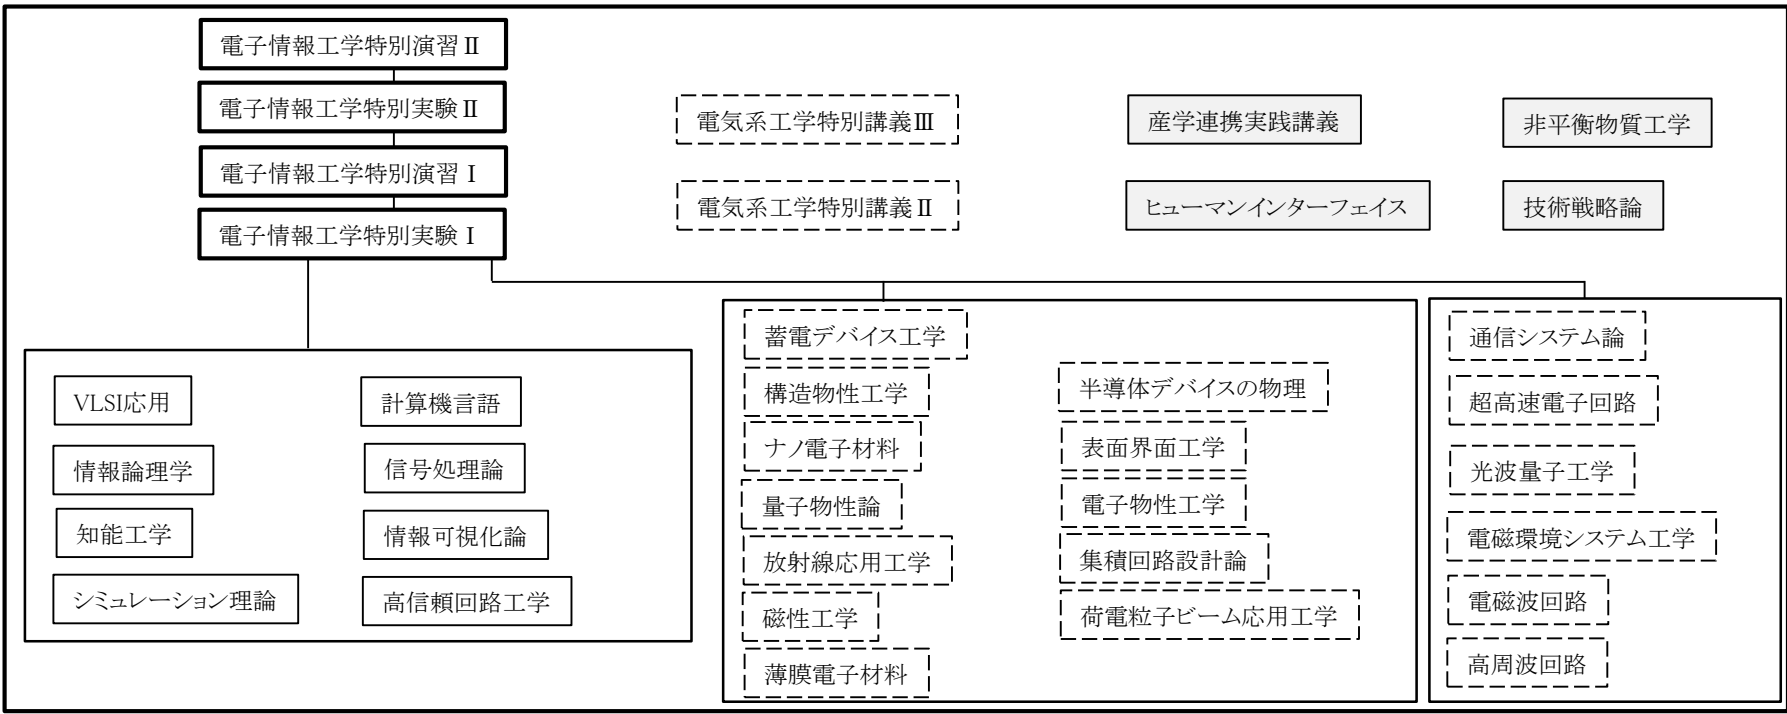 電子情報工学特別演習Ⅱ
電子情報工学特別実験Ⅱ
電子情報工学特別演習Ⅰ
電子情報工学特別実験Ⅰ
電気系工学特別講義Ⅲ
電気系工学特別講義Ⅱ
産学連携実践講義
ヒューマンインターフェイス
非平衡物質工学
技術戦略論
VLSI応用
情報論理学
知能工学
シミュレーション理論
計算機言語
信号処理論
情報可視化論
高信頼回路工学
蓄電デバイス工学
構造物性工学
ナノ電子材料
量子物性論
放射線応用工学
磁性工学
薄膜電子材料
半導体デバイスの物理
表面界面工学
電子物性工学
集積回路設計論
荷電粒子ビーム応用工学
通信システム論
超高速電子回路
光波量子工学
電磁環境システム工学
電磁波回路
高周波回路